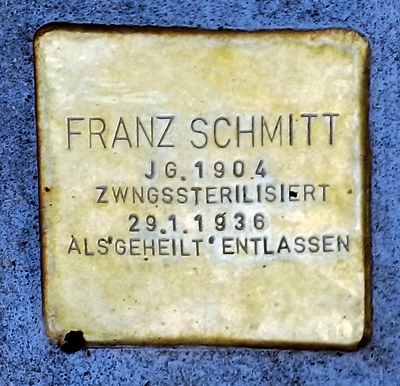 FRANZ SCHMITT
JG. 1904
ZWNGSSTERILISIERT
29.1.1936
ALS "GEHEILT" ENTLASSEN